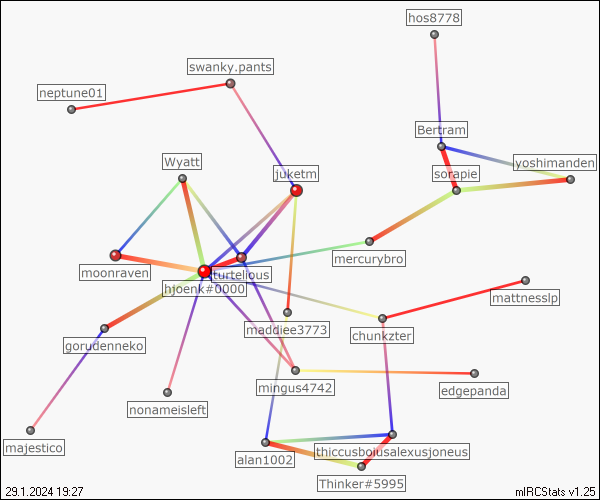 hos8778
swanky.pants
neptune01
Bertram
Wyatt
yoshimanden
juketm
sorapie
mercurybro
moonraven
turtelous
hjoenk#0000
mattnesslp
maddiee3773
chunkzter
gorudenneko
mingus4742
edgepanda
nonameisleft
majestico
thiccusboiusalexusjoneus
alan1002
Thinker#5995
29.1.2024 19:27
mIRCStats v1.25